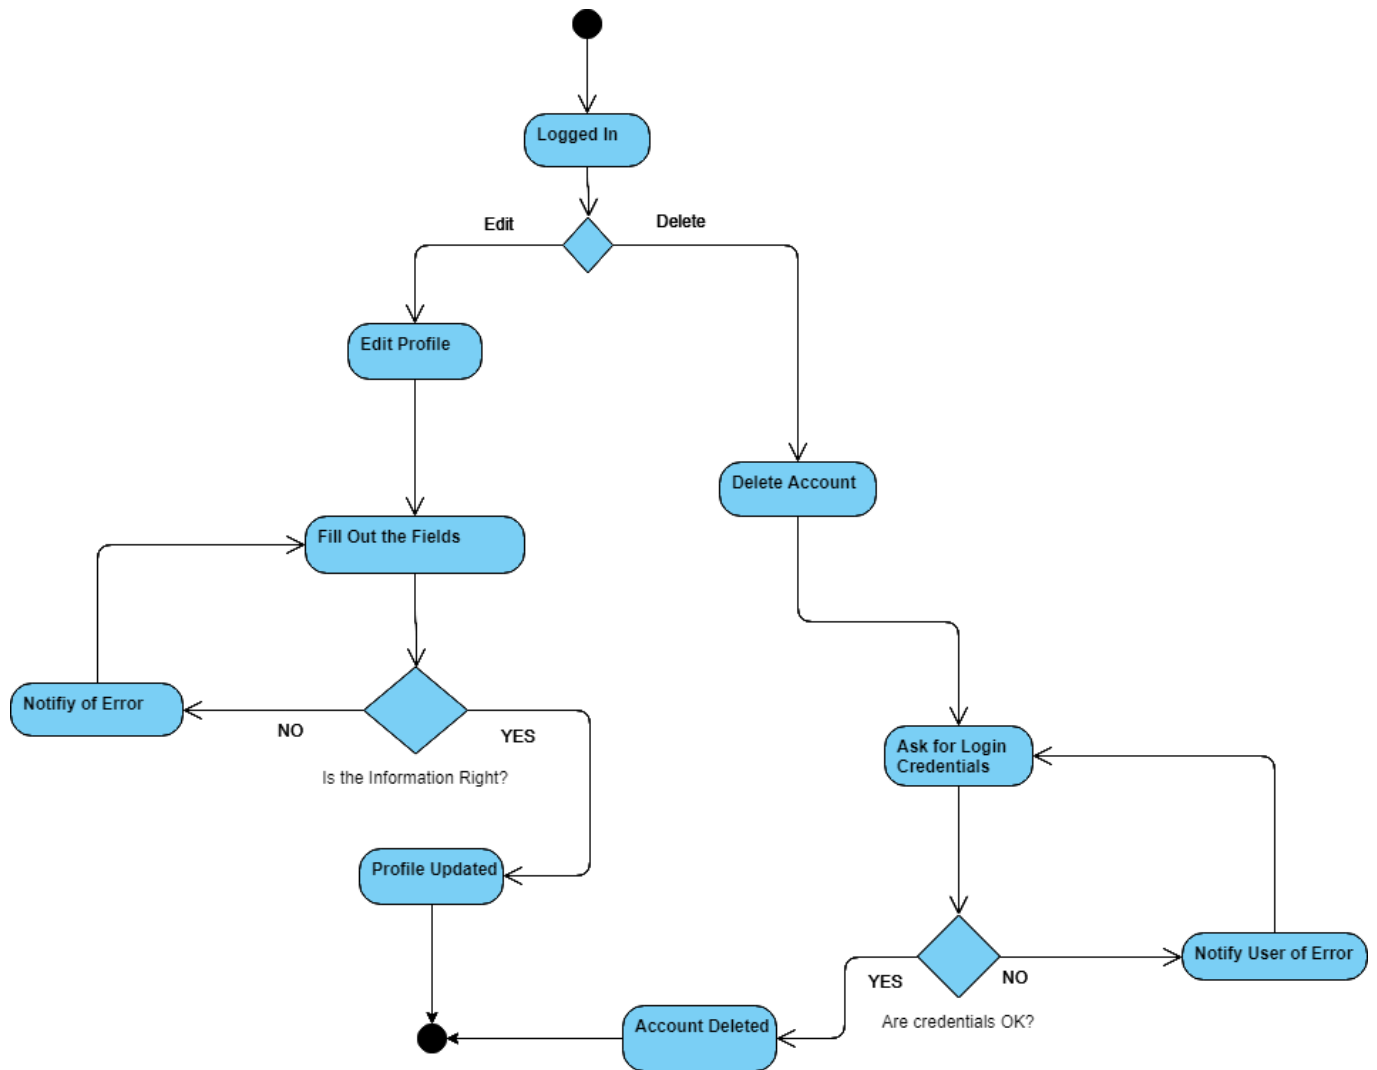 Logged In
Edit
Delete
Edit Profile
Delete Account
Fill Out the Fields
Notifiy of Error
NO
YES
Is the Information Right?
Ask for Login
Credentials
Profile Updated
Notify User of Error
YES
NO
Are credentials OK?
Account Deleted